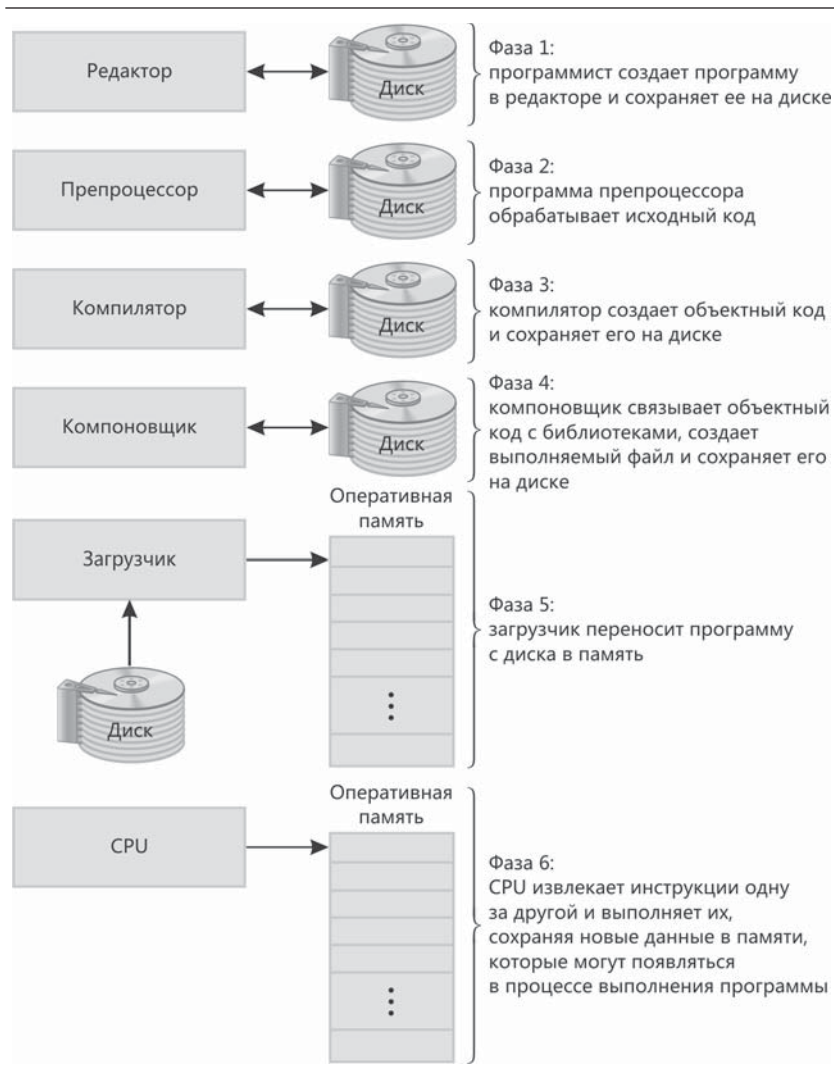 Редактор
Диск
Фаза 1:
программист создает программу
в редакторе и сохраняет ее на диске
Препроцессор
Диск
Фаза 2:
программа препроцессора
обрабатывает исходный код
Компилятор
Диск
Фаза 3:
компилятор создает объектный код
и сохраняет его на диске
Компоновщик
Диск
Фаза 4:
компоновщик связывает объектный
код с библиотеками, создает
выполняемый файл и сохраняет его
на диске
Загрузчик
Диск
Оперативная
память
Фаза 5:
загрузчик переносит программу
с диска в память
CPU
Оперативная
память
Фаза 6:
CPU извлекает инструкции одну
за другой и выполняет их,
сохраняя новые данные в памяти,
которые могут появляться
в процессе выполнения программы